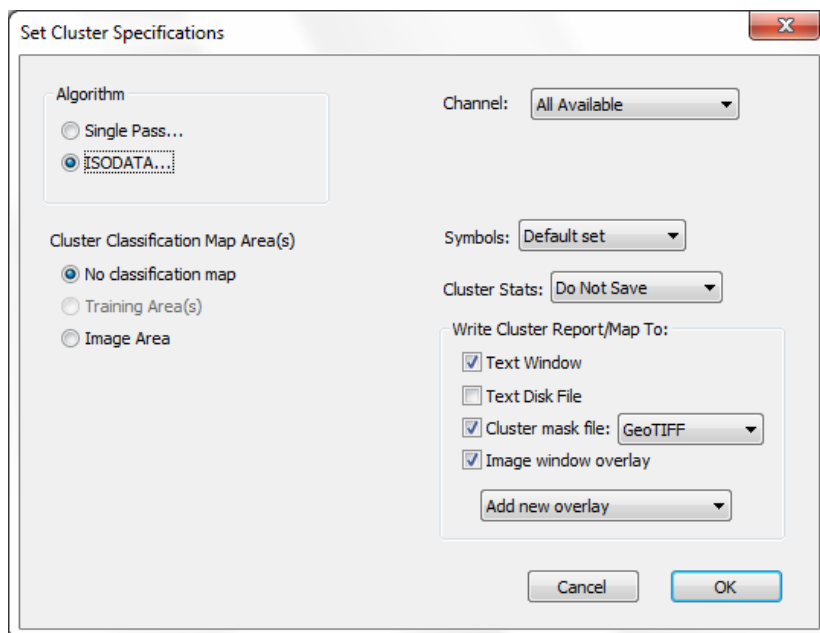 Set Cluster Specifications
Algorithm
Single Pass...
ISODATA...
Channel: All Available
Cluster Classification Map Area(s)
No classification map
Training Area(s)
Image Area
Symbols: Default set
Cluster Stats: Do Not Save
Write Cluster Report/Map To:
Text Window
Text Disk File
Cluster mask file: GeoTIFF
Image window overlay
Add new overlay
Cancel
OK